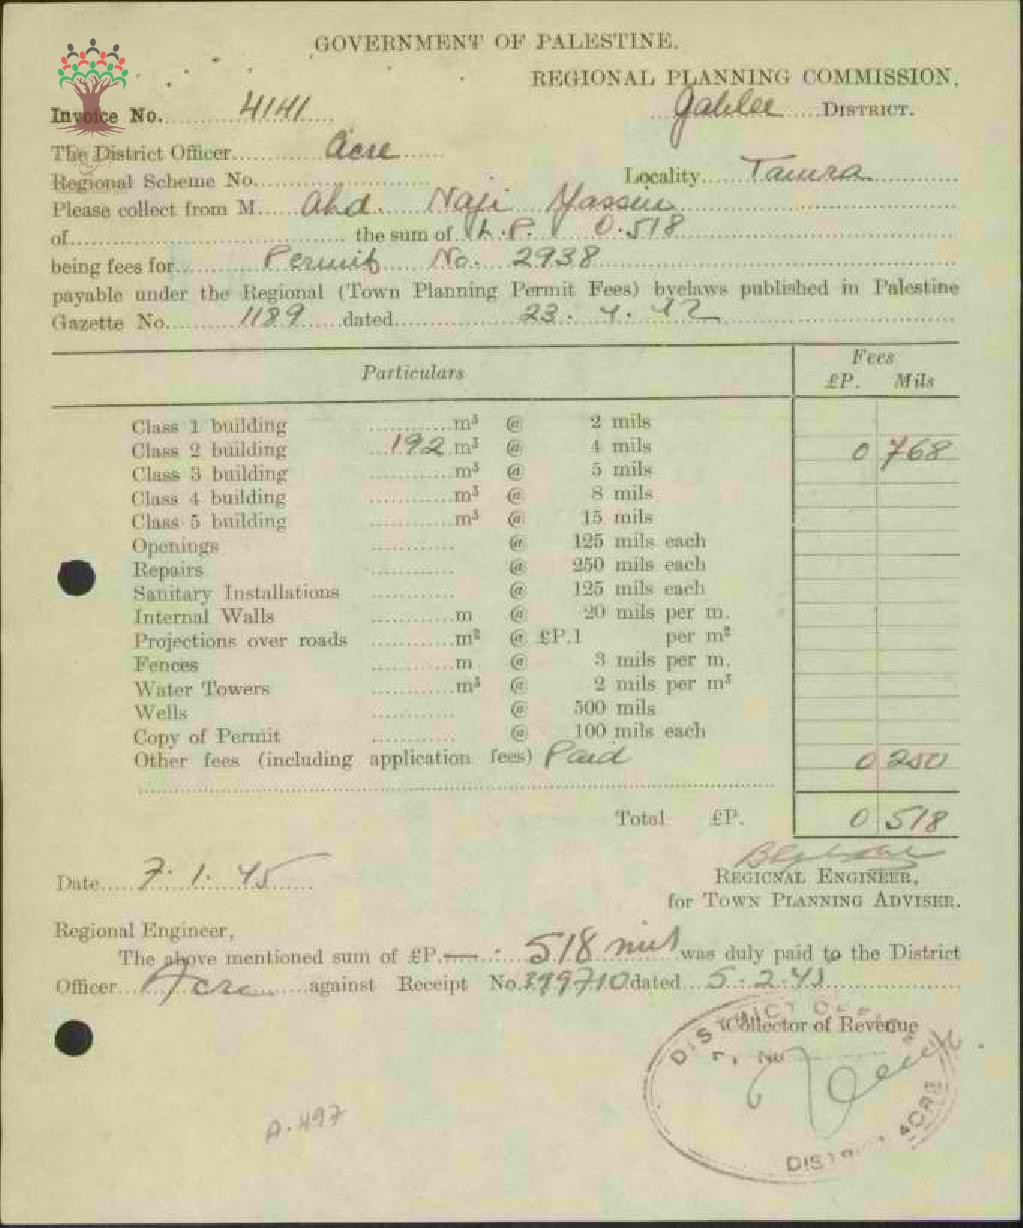 GOVERNMENT OF PALESTINE.
REGIONAL PLANNING COMMISSION,
Invoice No. 4141 Galilee DISTRICT.
The District Officer Acre
Regional Scheme No. Locality Tamra
Please collect from M Ahd. Naji Yassin
of the sum of L.P. 0.518
being fees for Permit No. 2938
payable under the Regional (Town Planning Permit Fees) byelaws published in Palestine
Gazette No. 1189 dated 23.4.42
Particulars Fees
£P. Mils
Class 1 building m³ @ 2 mils
Class 2 building 192 m³ @ 4 mils 0 768
Class 3 building m³ @ 5 mils
Class 4 building m³ @ 8 mils
Class 5 building m³ @ 15 mils
Openings @ 125 mils each
Repairs @ 250 mils each
Sanitary Installations @ 125 mils each
Internal Walls m @ 20 mils per m.
Projections over roads m² @ £P.1 per m²
Fences m @ 3 mils per m.
Water Towers m³ @ 2 mils per m³
Wells @ 500 mils
Copy of Permit @ 100 mils each
Other fees (including application fees) Paid 0 250
Total £P. 0 518
Date 7.1.45
REGIONAL ENGINEER,
for TOWN PLANNING ADVISER.
Regional Engineer,
The above mentioned sum of £P. 518 mils was duly paid to the District
Officer Acre against Receipt No. 399710 dated 5.2.45
Collector of Revenue
DISTRICT OFFICE
DISTRICT ACRE
A.497